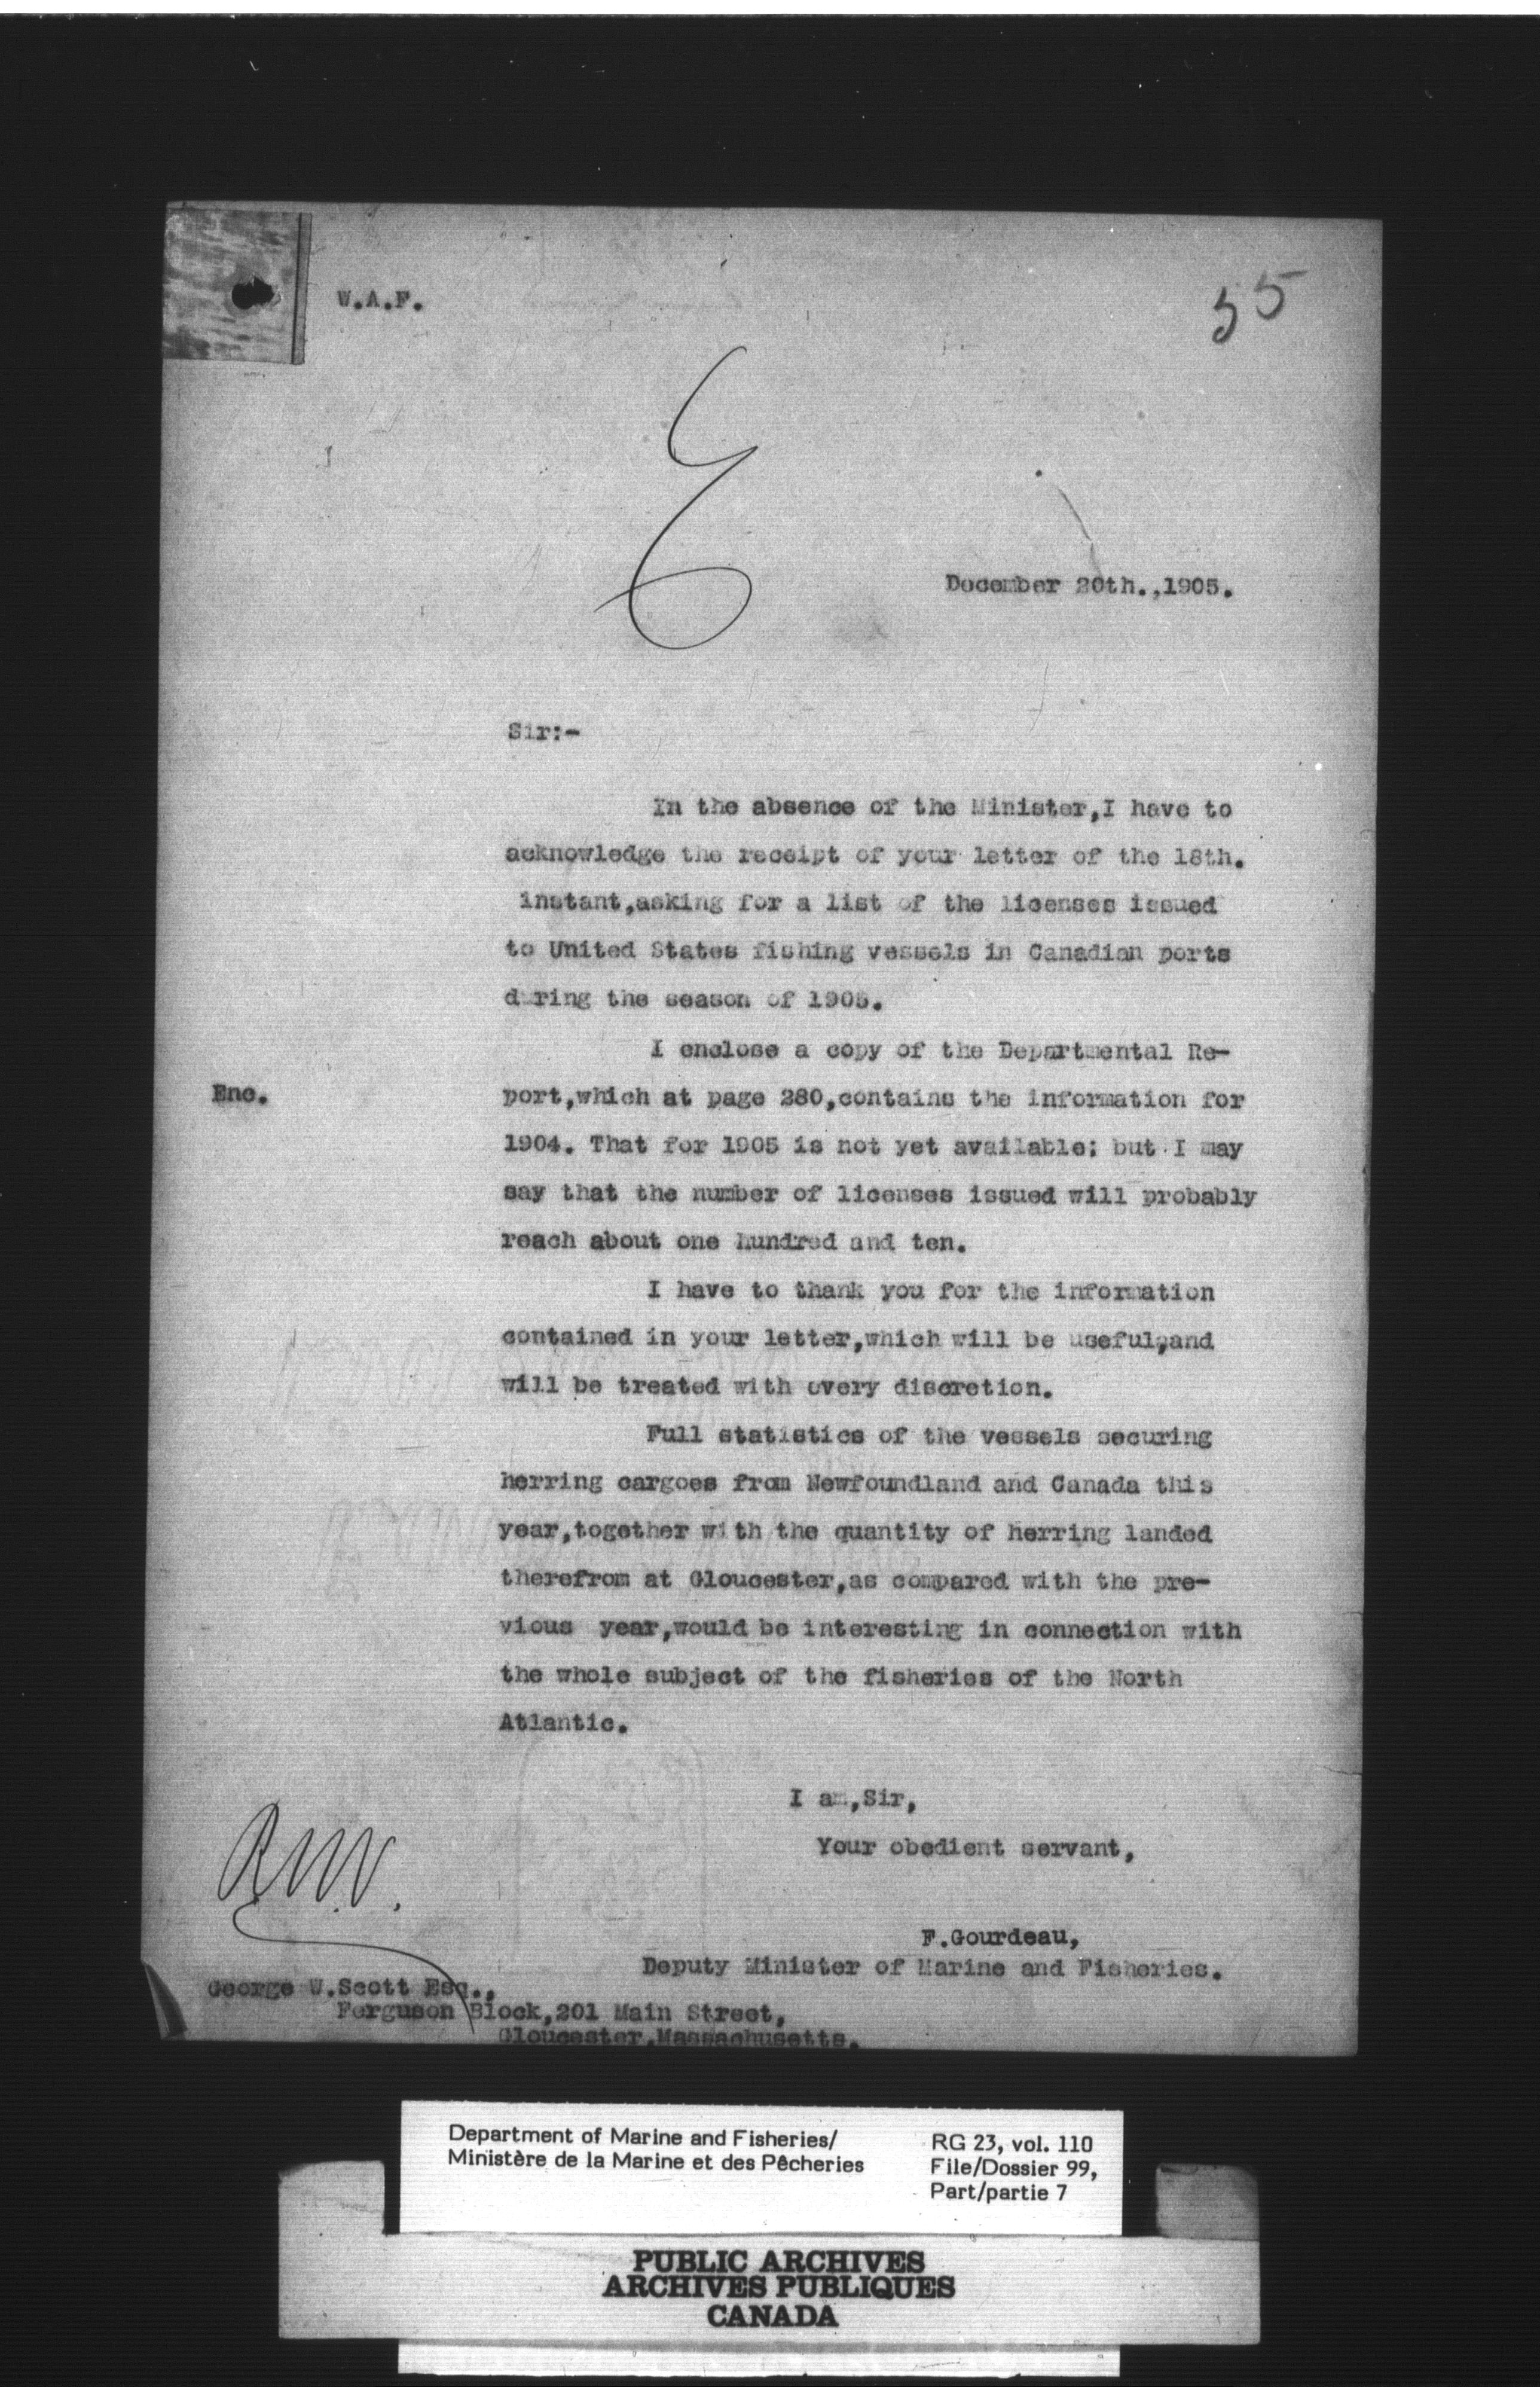 W.A.F.
55
E
December 20th.,1905.
Sir:-
In the absence of the Minister,I have to
acknowledge the receipt of your letter of the 18th.
instant,asking for a list of the licenses issued
to United States fishing vessels in Canadian ports
during the season of 1905.
I enclose a copy of the Departmental Re-
Enc.
port,which at page 280,contains the information for
1904. That for 1905 is not yet available; but I may
say that the number of licenses issued will probably
reach about one hundred and ten.
I have to thank you for the information
contained in your letter,which will be useful,and
will be treated with every discretion.
Full statistics of the vessels securing
herring cargoes from Newfoundland and Canada this
year,together with the quantity of herring landed
therefrom at Gloucester,as compared with the pre-
vious year,would be interesting in connection with
the whole subject of the fisheries of the North
Atlantic.
I am,Sir,
Your obedient servant,
F.Gourdeau,
Deputy Minister of Marine and Fisheries.
George W.Scott Esq.,
Ferguson Block,201 Main Street,
Gloucester,Massachusetts.
Department of Marine and Fisheries/
Ministère de la Marine et des Pêcheries
RG 23, vol. 110
File/Dossier 99,
Part/partie 7
PUBLIC ARCHIVES
ARCHIVES PUBLIQUES
CANADA